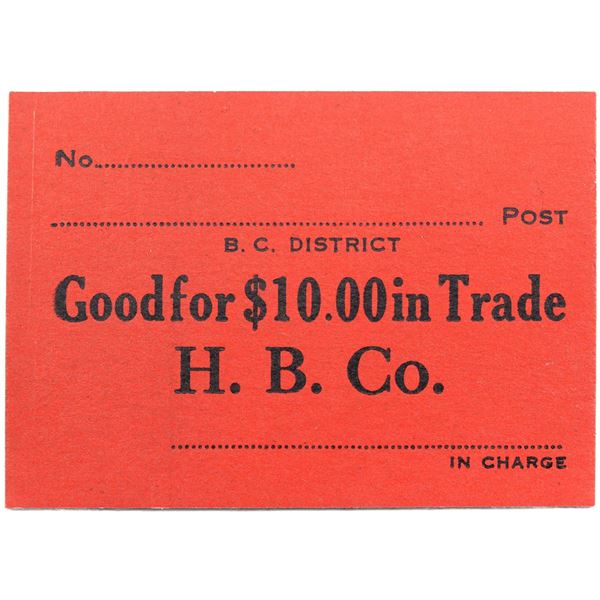 No..............................
.................................................................. POST
B. C. DISTRICT
Good for $10.00 in Trade
H. B. Co.
............................................................
IN CHARGE